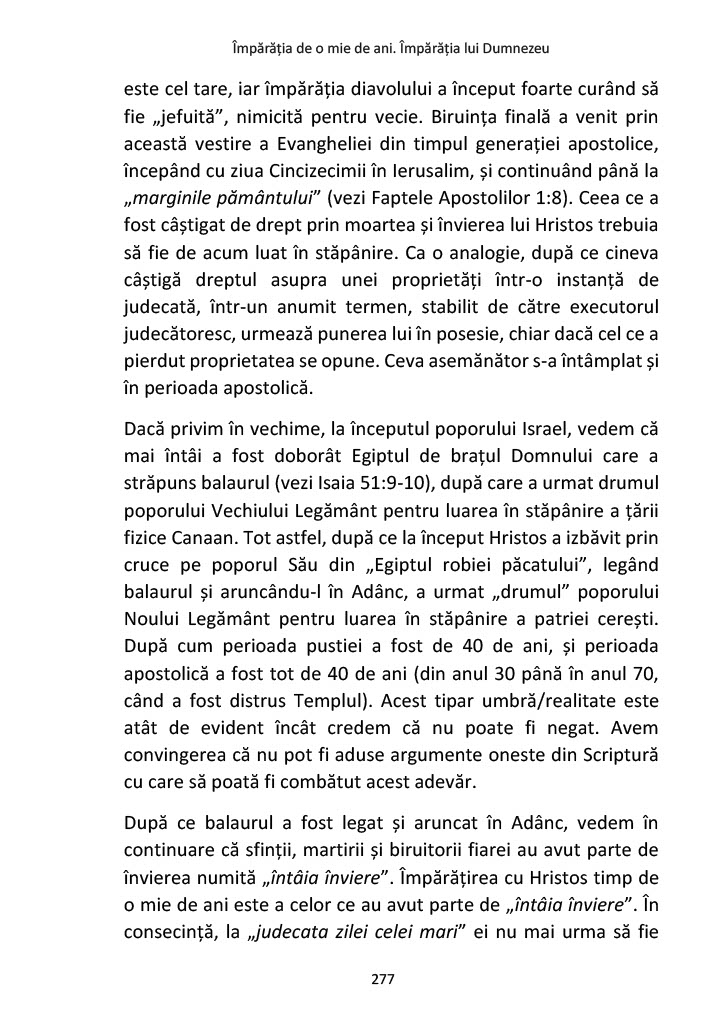 Împărăția de o mie de ani. Împărăția lui Dumnezeu
este cel tare, iar împărăția diavolului a început foarte curând să
fie „jefuită”, nimicită pentru vecie. Biruința finală a venit prin
această vestire a Evangheliei din timpul generației apostolice,
începând cu ziua Cincizecimii în Ierusalim, și continuând până la
„marginile pământului” (vezi Faptele Apostolilor 1:8). Ceea ce a
fost câștigat de drept prin moartea și învierea lui Hristos trebuia
să fie de acum luat în stăpânire. Ca o analogie, după ce cineva
câștigă dreptul asupra unei proprietăți într-o instanță de
judecată, într-un anumit termen, stabilit de către executorul
judecătoresc, urmează punerea lui în posesie, chiar dacă cel ce a
pierdut proprietatea se opune. Ceva asemănător s-a întâmplat și
în perioada apostolică.
Dacă privim în vechime, la începutul poporului Israel, vedem că
mai întâi a fost doborât Egiptul de brațul Domnului care a
străpuns balaurul (vezi Isaia 51:9-10), după care a urmat drumul
poporului Vechiului Legământ pentru luarea în stăpânire a țării
fizice Canaan. Tot astfel, după ce la început Hristos a izbăvit prin
cruce pe poporul Său din „Egiptul robiei păcatului”, legând
balaurul și aruncându-l în Adânc, a urmat „drumul” poporului
Noului Legământ pentru luarea în stăpânire a patriei cerești.
După cum perioada pustiei a fost de 40 de ani, și perioada
apostolică a fost tot de 40 de ani (din anul 30 până în anul 70,
când a fost distrus Templul). Acest tipar umbră/realitate este
atât de evident încât credem că nu poate fi negat. Avem
convingerea că nu pot fi aduse argumente oneste din Scriptură
cu care să poată fi combătut acest adevăr.
După ce balaurul a fost legat și aruncat în Adânc, vedem în
continuare că sfinții, martirii și biruitorii fiarei au avut parte de
învierea numită „întâia înviere”. Împărățirea cu Hristos timp de
o mie de ani este a celor ce au avut parte de „întâia înviere”. În
consecință, la „judecata zilei celei mari” ei nu mai urma să fie
277